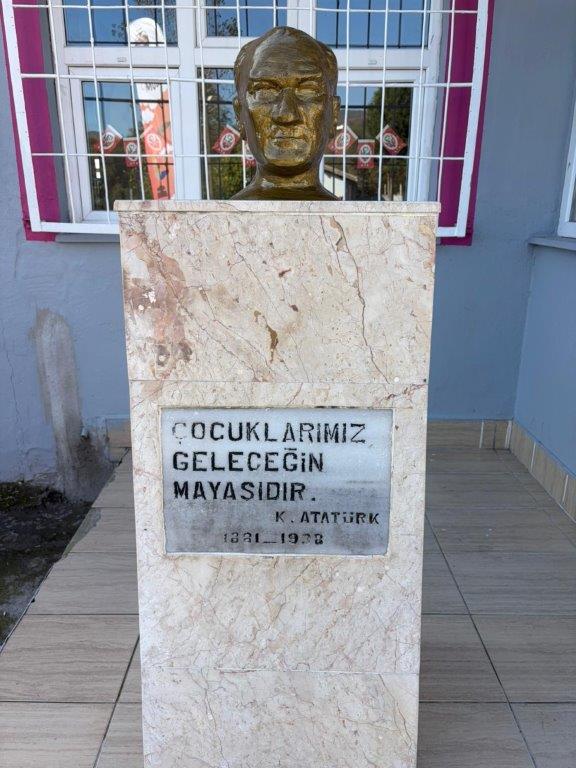 ÇOCUKLARIMIZ
GELECEĞİN
MAYASIDIR.
K. ATATÜRK
1881_1938